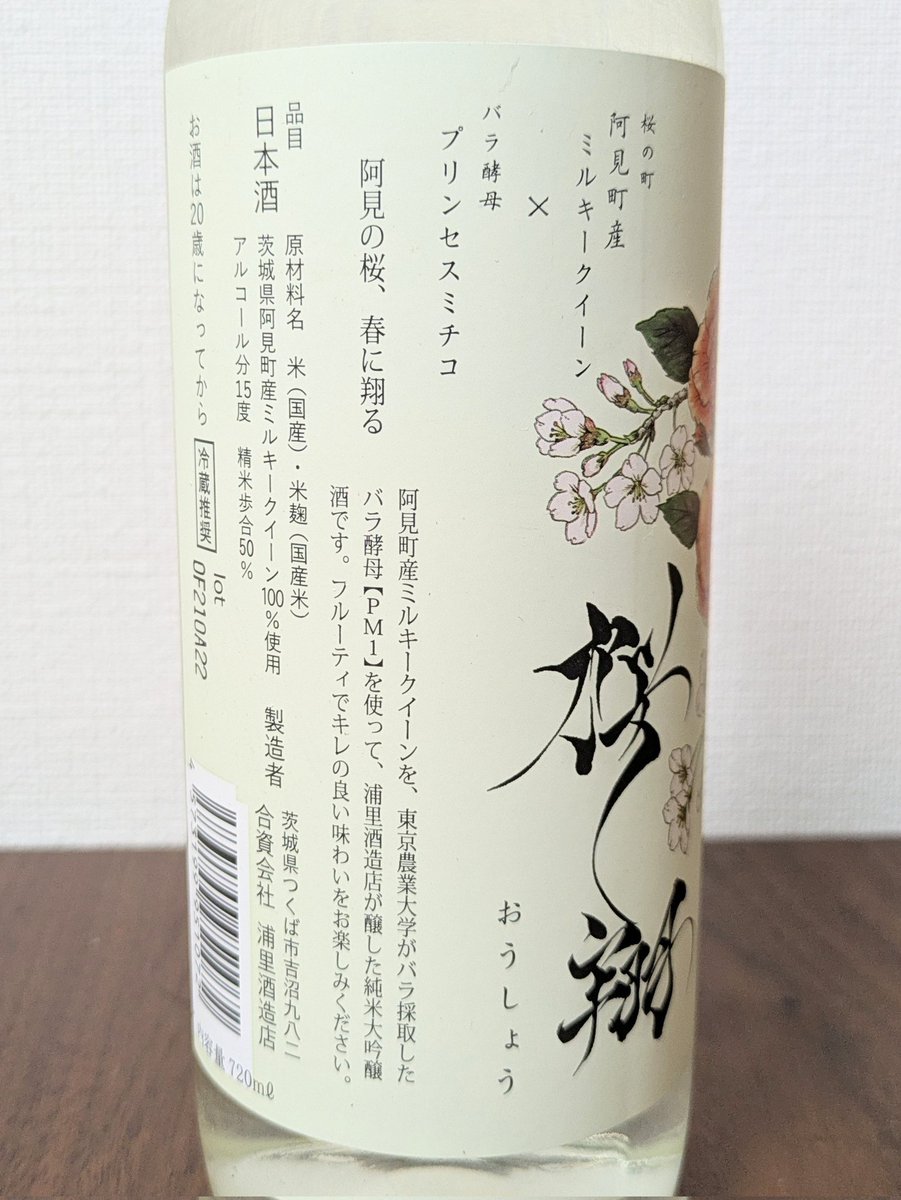 桜の町
阿見町産
ミルキークイーン
×
バラ酵母
プリンセスミチコ
阿見の桜、春に翔る
桜翔
おうしょう
阿見町産ミルキークイーンを、東京農業大学がバラ採取した
バラ酵母【PM1】を使って、浦里酒造店が醸した純米大吟醸
酒です。フルーティでキレの良い味わいをお楽しみください。
品目
日本酒
原材料名 米(国産)・米麹(国産米)
茨城県阿見町産ミルキークイーン100%使用
アルコール分15度 精米歩合50%
製造者
茨城県つくば市吉沼九八二
合資会社 浦里酒造店
お酒は20歳になってから
冷蔵推奨
lot
0F210A22
内容量 720mℓ